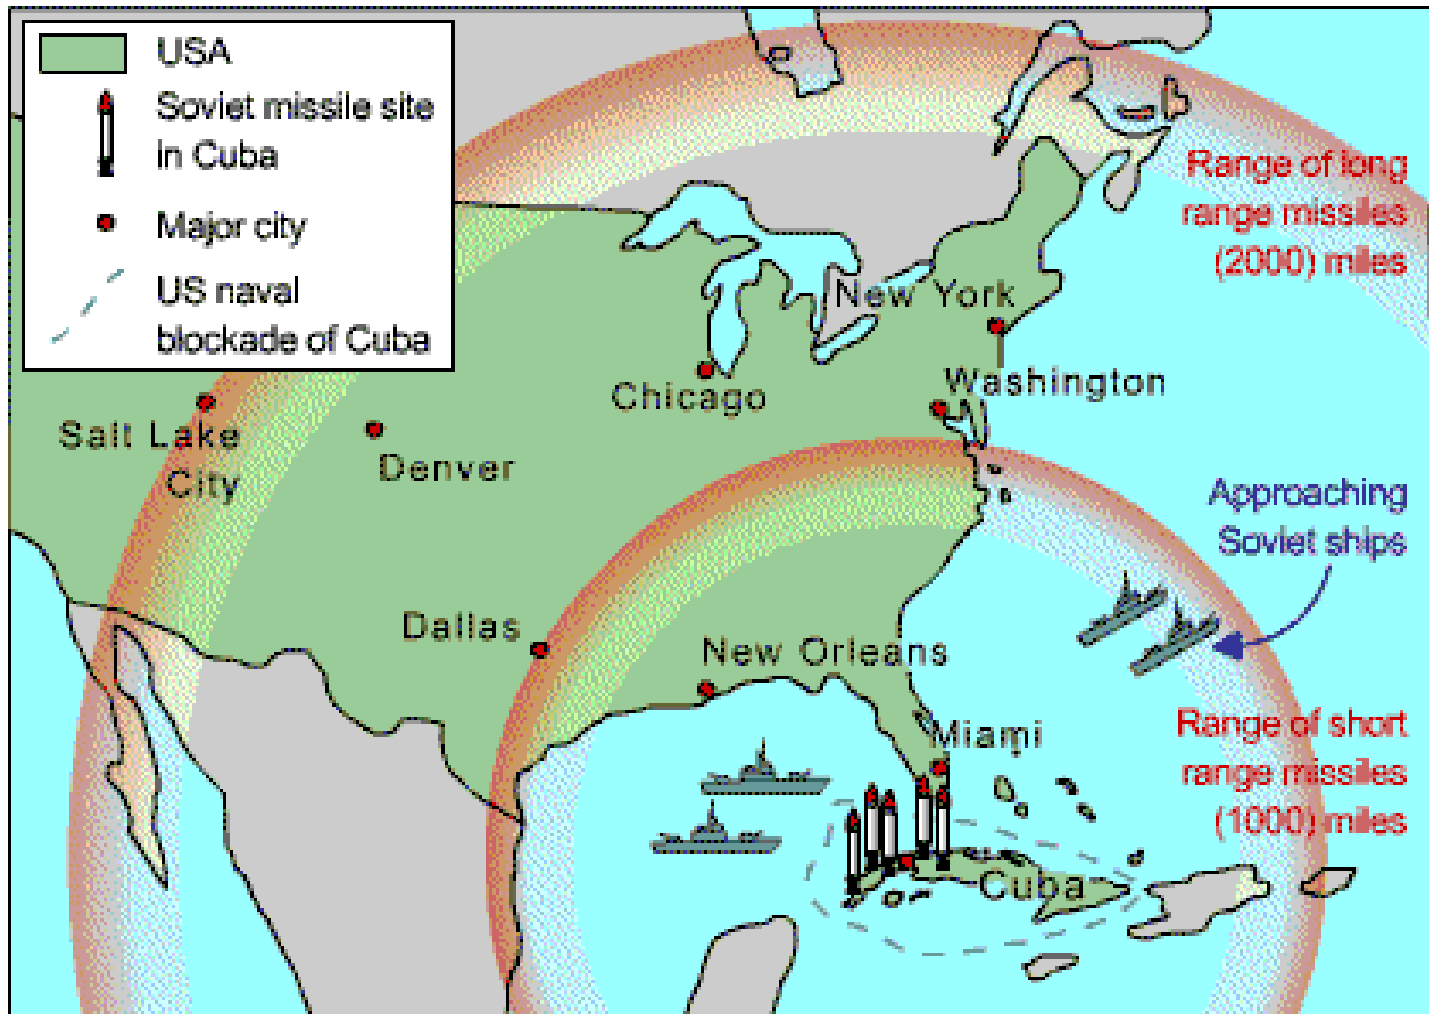 USA
Soviet missile site
in Cuba
Major city
US naval
blockade of Cuba
Range of long
range missiles
(2000) miles
New York
Washington
Chicago
Salt Lake
City
Denver
Approaching
Soviet ships
Dallas
New Orleans
Miami
Range of short
range missiles
(1000) miles
Cuba